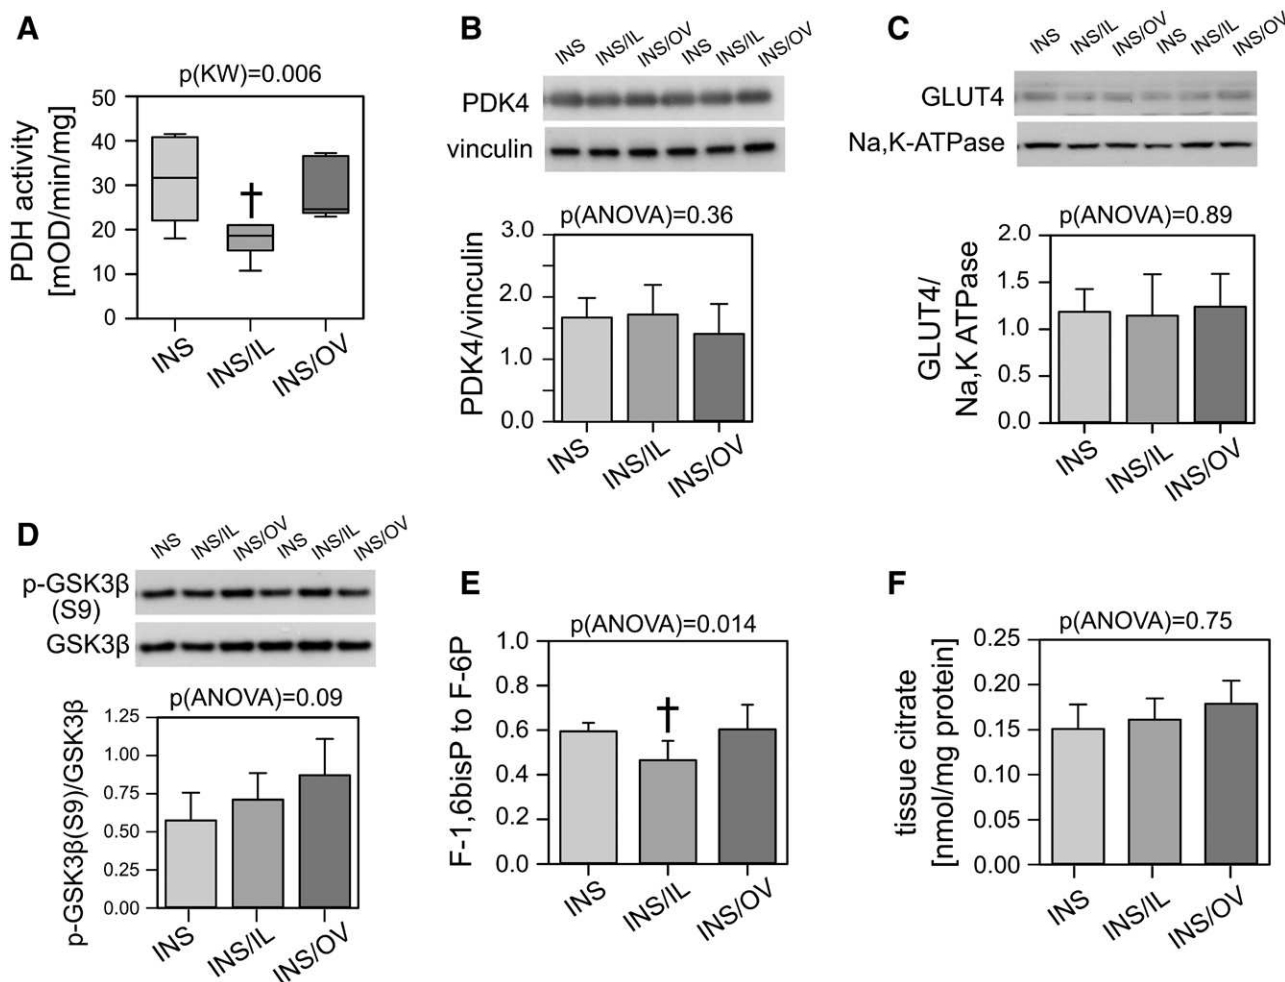 A
p(KW)=0.006
PDH activity
[mOD/min/mg]
50
40
30
20
10
0
†
INS
INS/IL
INS/OV
B
INS
INS/IL
INS/OV
INS
INS/IL
INS/OV
PDK4
vinculin
p(ANOVA)=0.36
PDK4/vinculin
3.0
2.0
1.0
0.0
INS
INS/IL
INS/OV
C
INS
INS/IL
INS/OV
INS
INS/IL
INS/OV
GLUT4
Na,K-ATPase
p(ANOVA)=0.89
GLUT4/
Na,K ATPase
2.0
1.5
1.0
0.5
0.0
INS
INS/IL
INS/OV
D
INS
INS/IL
INS/OV
INS
INS/IL
INS/OV
p-GSK3β
(S9)
GSK3β
p(ANOVA)=0.09
p-GSK3β(S9)/GSK3β
1.25
1.00
0.75
0.50
0.25
0.00
INS
INS/IL
INS/OV
E
p(ANOVA)=0.014
F-1,6bisP to F-6P
1.0
0.8
0.6
0.4
0.2
0.0
†
INS
INS/IL
INS/OV
F
p(ANOVA)=0.75
tissue citrate
[nmol/mg protein]
0.25
0.20
0.15
0.10
0.05
0.00
INS
INS/IL
INS/OV